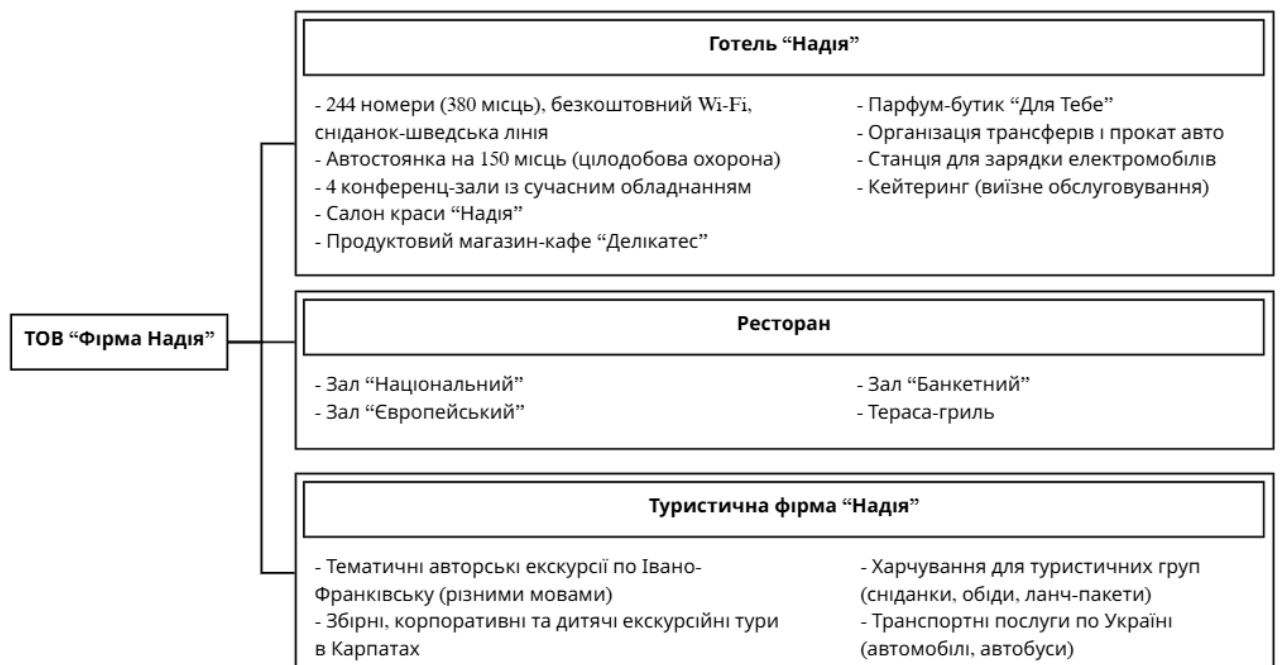 ТОВ “Фірма Надія”
Готель “Надія”
- 244 номери (380 місць), безкоштовний Wi-Fi,
сніданок-шведська лінія
- Автостоянка на 150 місць (цілодобова охорона)
- 4 конференц-зали із сучасним обладнанням
- Салон краси “Надія”
- Продуктовий магазин-кафе “Делікатес”
- Парфум-бутик “Для Тебе”
- Організація трансферів і прокат авто
- Станція для зарядки електромобілів
- Кейтеринг (виїзне обслуговування)
Ресторан
- Зал “Національний”
- Зал “Європейський”
- Зал “Банкетний”
- Тераса-гриль
Туристична фірма “Надія”
- Тематичні авторські екскурсії по Івано-
Франківську (різними мовами)
- Збірні, корпоративні та дитячі екскурсійні тури
в Карпатах
- Харчування для туристичних груп
(сніданки, обіди, ланч-пакети)
- Транспортні послуги по Україні
(автомобілі, автобуси)